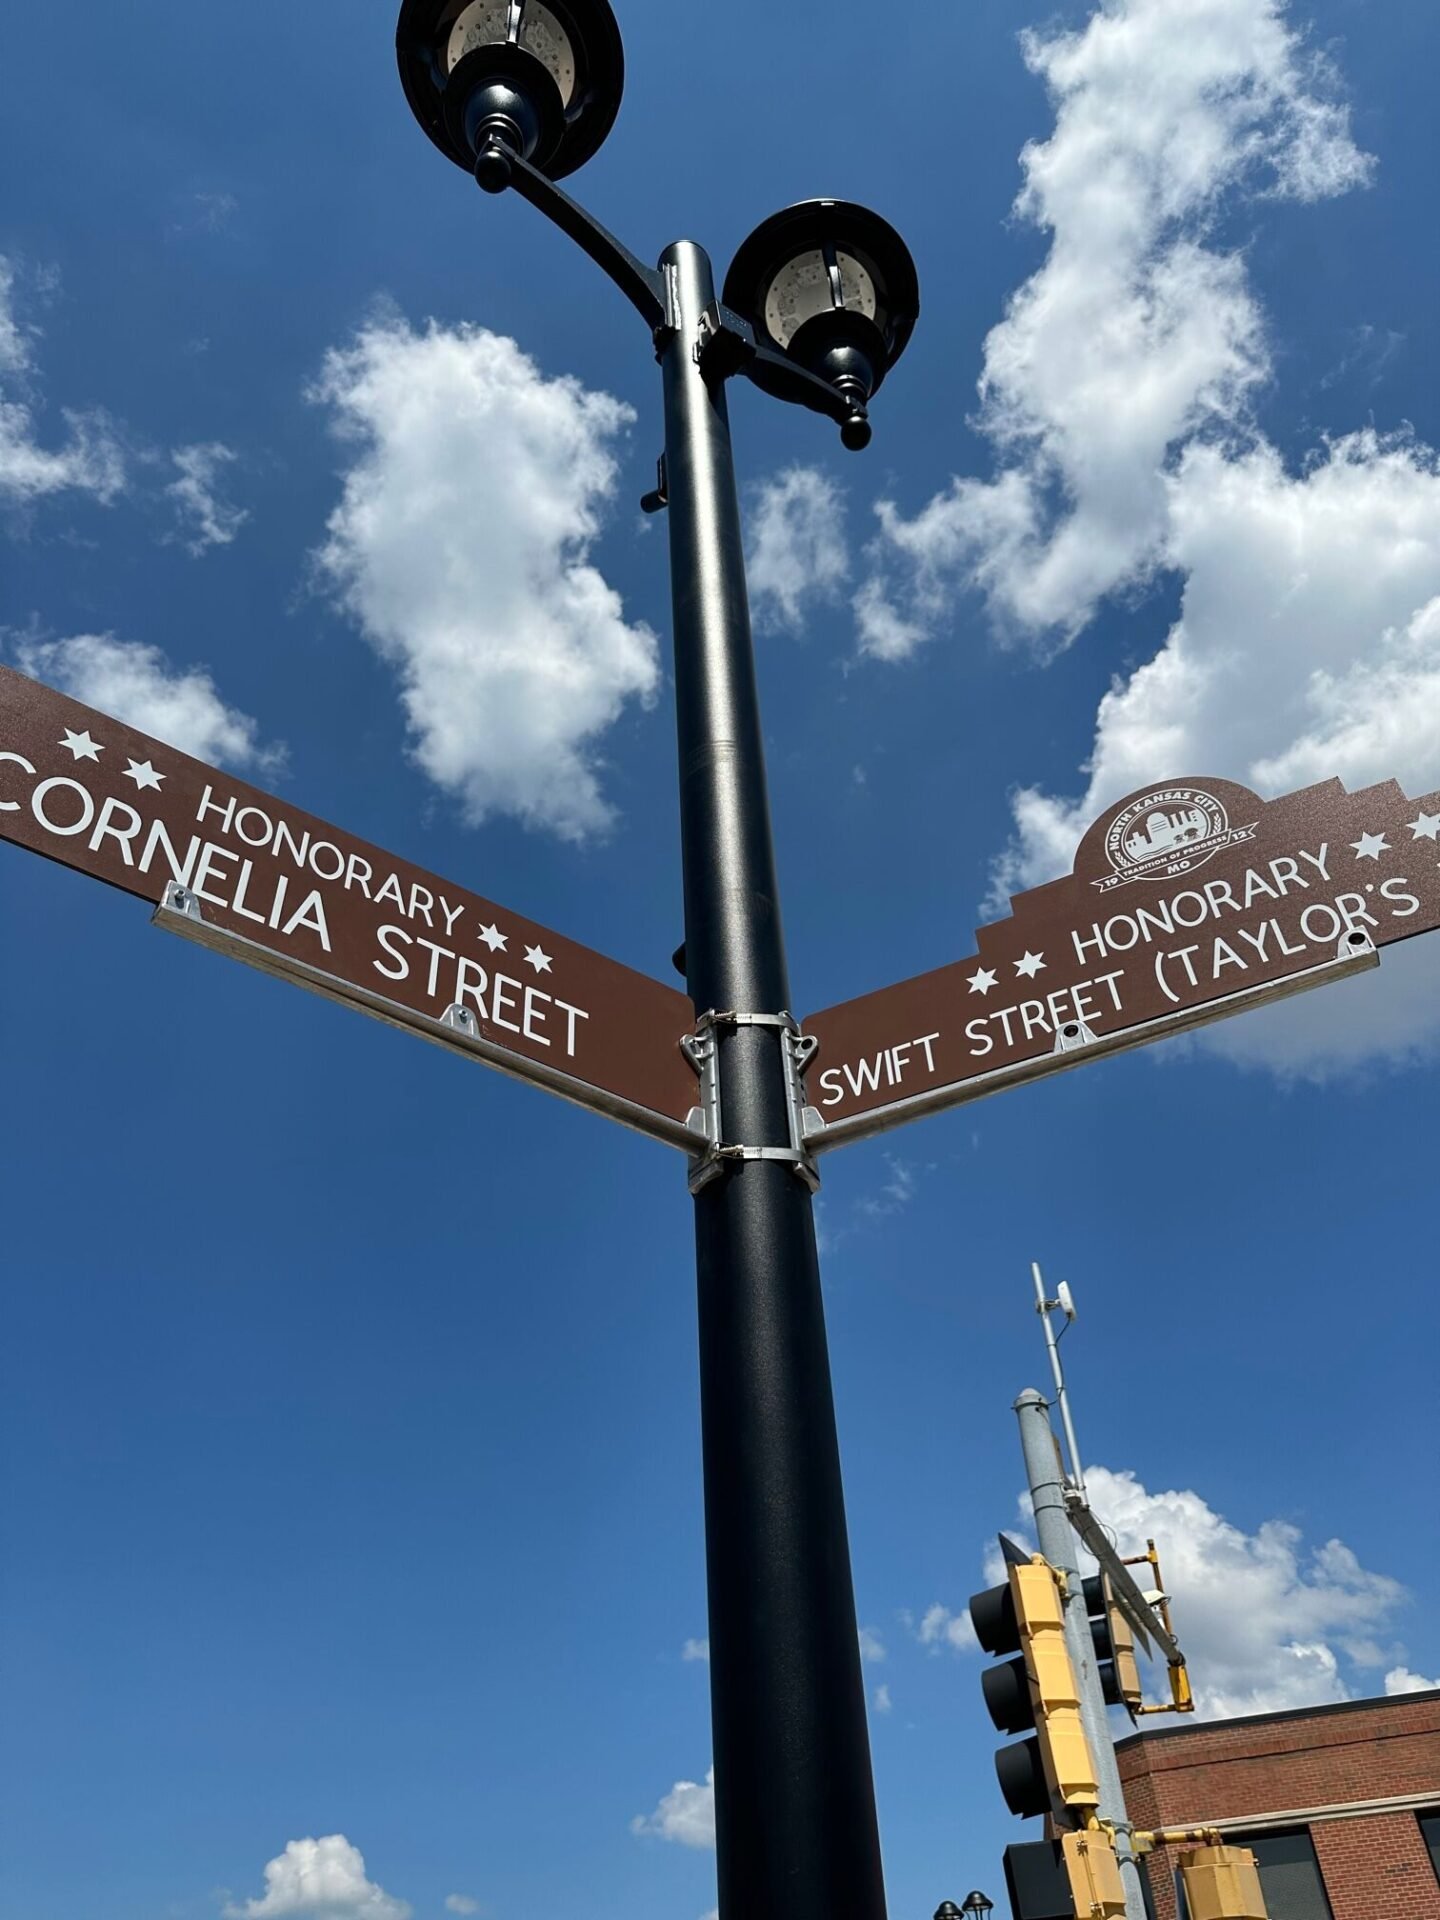 HONORARY
CORNELIA STREET
NORTH KANSAS CITY
TRADITION OF PROGRESS
19 12
MO
HONORARY
SWIFT STREET (TAYLOR'S